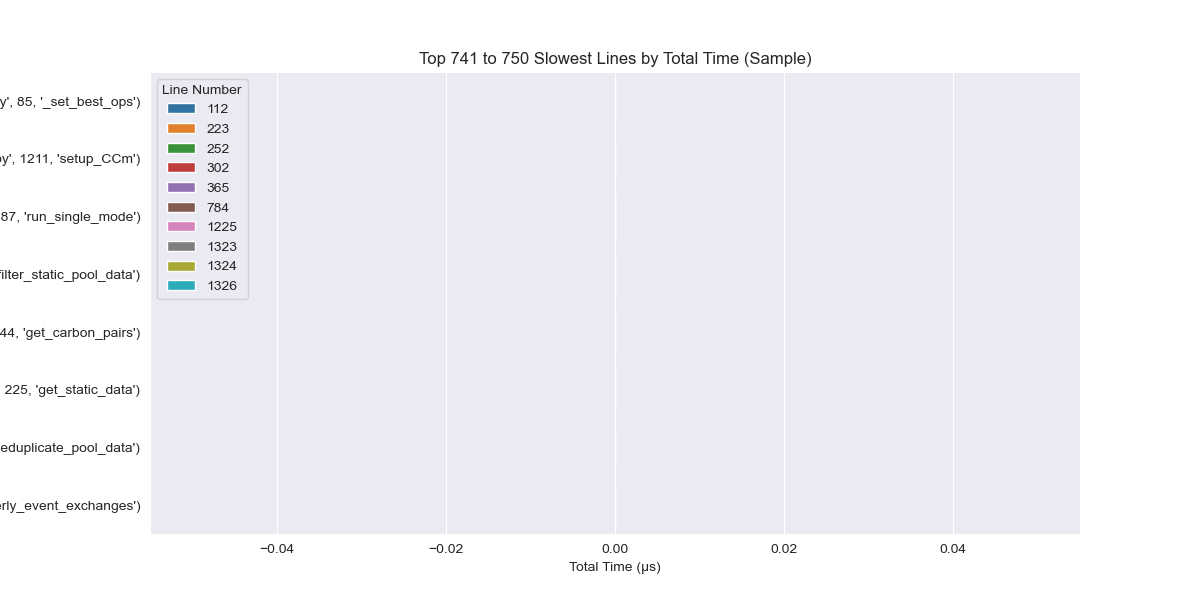 Top 741 to 750 Slowest Lines by Total Time (Sample)
Line Number
112
223
252
302
365
784
1225
1323
1324
1326
y', 85, '_set_best_ops')
py', 1211, 'setup_CCm')
87, 'run_single_mode')
filter_static_pool_data')
44, 'get_carbon_pairs')
225, 'get_static_data')
eduplicate_pool_data')
erly_event_exchanges')
−0.04 −0.02 0.00 0.02 0.04
Total Time (µs)